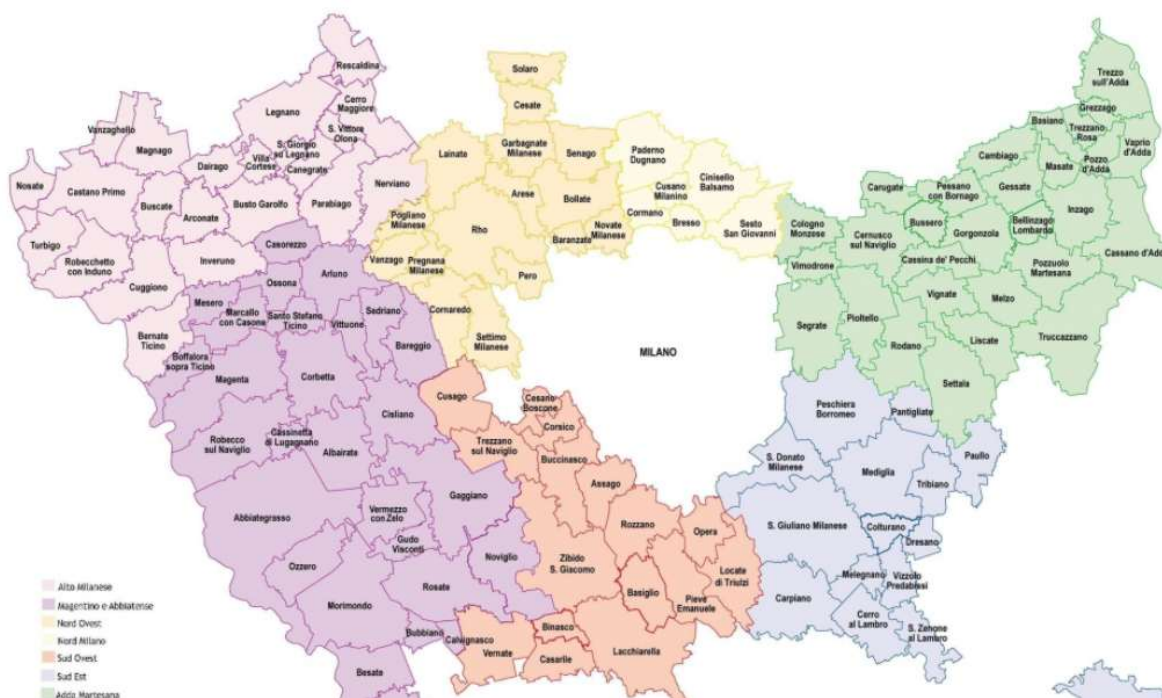 Rescaldina
Legnano
Cerro
Maggiore
Vanzaghello
Magnago
S. Vittore
Olona
S. Giorgio
su Legnano
Dairago
Villa
Cortese
Canegrate
Nosate
Castano Primo
Nerviano
Buscate
Arconate
Busto Garolfo
Parabiago
Turbigo
Robecchetto
con Induno
Inveruno
Cuggiono
Bernate
Ticino
Solaro
Cesate
Lainate
Garbagnate
Milanese
Senago
Arese
Bollate
Pogliano
Milanese
Rho
Novate
Milanese
Baranzato
Vanzago
Pregnana
Milanese
Pero
Cornaredo
Settimo
Milanese
Paderno
Dugnano
Cinisello
Balsamo
Cusano
Milanino
Cormano
Bresso
Sesto
San Giovanni
Trezzo
sull'Adda
Grezzago
Basiano
Trezzano
Rosa
Vaprio
d'Adda
Cambiago
Masate
Pozzo
d'Adda
Carugate
Pessano
con Bornago
Gessate
Inzago
Cologno
Monzese
Cernusco
sul Naviglio
Bussero
Gorgonzola
Bellinzago
Lombardo
Vimodrone
Cassina de' Pecchi
Pozzuolo
Martesana
Cassano d'Add
Segrate
Pioltello
Vignate
Melzo
Rodano
Liscate
Truccazzano
Settala
MILANO
Casorezzo
Ossona
Arluno
Mesero
Marcallo
con Casone
Santo Stefano
Ticino
Vittuone
Sedriano
Bareggio
Boffalora
sopra Ticino
Magenta
Corbetta
Cisliano
Robecco
sul Naviglio
Cassinetta
di Lugagnano
Albairate
Abbiategrasso
Vermezzo
con Zelo
Gaggiano
Gudo
Visconti
Noviglio
Ozzero
Rosate
Morimondo
Bubbiano
Calvignasco
Besate
Cusago
Cesano
Boscone
Corsico
Trezzano
sul Naviglio
Buccinasco
Assago
Rozzano
Opera
Zibido
S. Giacomo
Locate
di Triulzi
Basiglio
Pieve
Emanuele
Binasco
Vernate
Casarile
Lacchiarella
Peschiera
Borromeo
Pantigliate
S. Donato
Milanese
Mediglia
Paullo
Tribiano
S. Giuliano Milanese
Colturano
Dresano
Melegnano
Vizzolo
Predabissi
Carpiano
Cerro
al Lambro
S. Zenone
al Lambro
Alto Milanese
Magentino e Abbiatense
Nord Ovest
Nord Milano
Sud Ovest
Sud Est
Adda Martesana